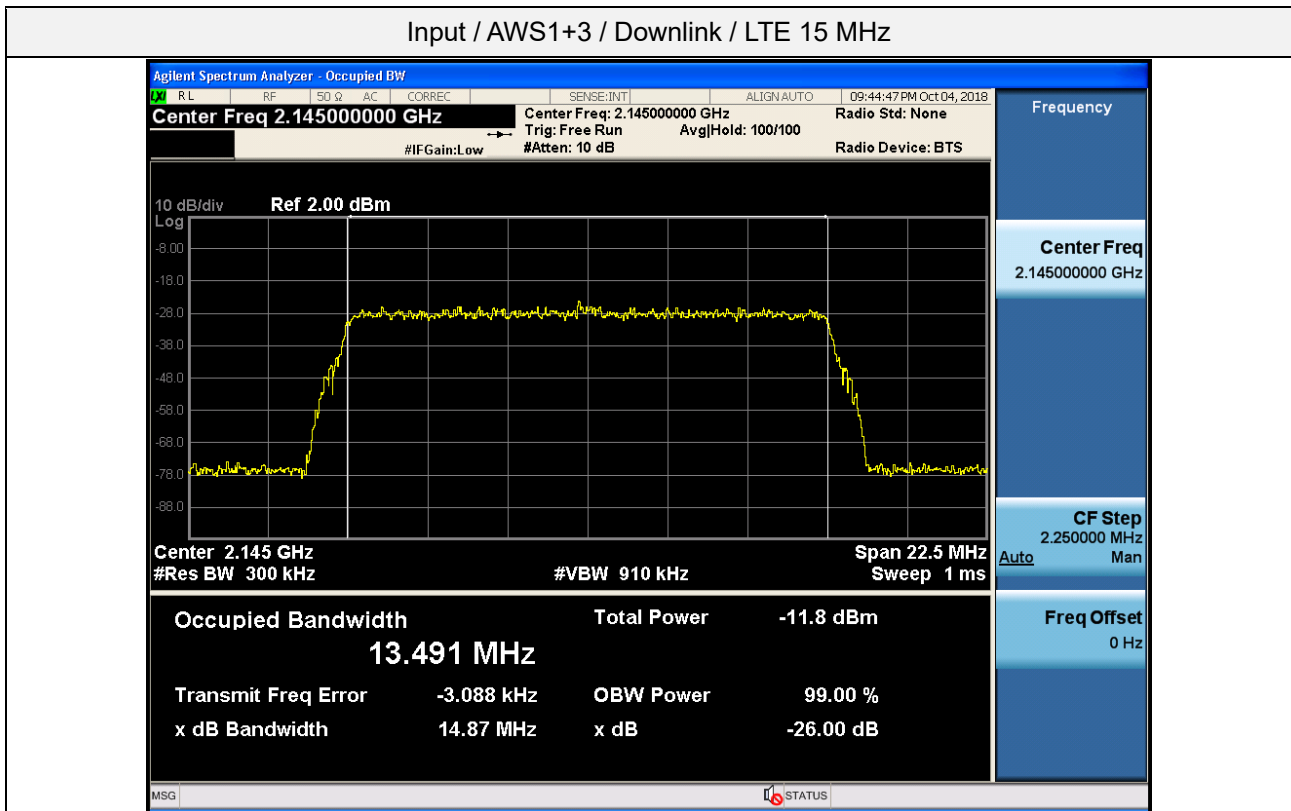 Input / AWS1+3 / Downlink / LTE 15 MHz
Agilent Spectrum Analyzer - Occupied BW
LXI RL RF 50 Ω AC CORREC SENSE:INT ALIGN AUTO 09:44:47 PM Oct 04, 2018
Center Freq 2.145000000 GHz
Center Freq: 2.145000000 GHz Radio Std: None
Trig: Free Run Avg|Hold: 100/100
#IFGain:Low #Atten: 10 dB Radio Device: BTS
10 dB/div Ref 2.00 dBm
Log
-8.00
-18.0
-28.0
-38.0
-48.0
-58.0
-68.0
-78.0
-88.0
Center 2.145 GHz Span 22.5 MHz
#Res BW 300 kHz #VBW 910 kHz Sweep 1 ms
Occupied Bandwidth Total Power -11.8 dBm
13.491 MHz
Transmit Freq Error -3.088 kHz OBW Power 99.00 %
x dB Bandwidth 14.87 MHz x dB -26.00 dB
MSG STATUS
Frequency
Center Freq
2.145000000 GHz
CF Step
2.250000 MHz
Auto Man
Freq Offset
0 Hz